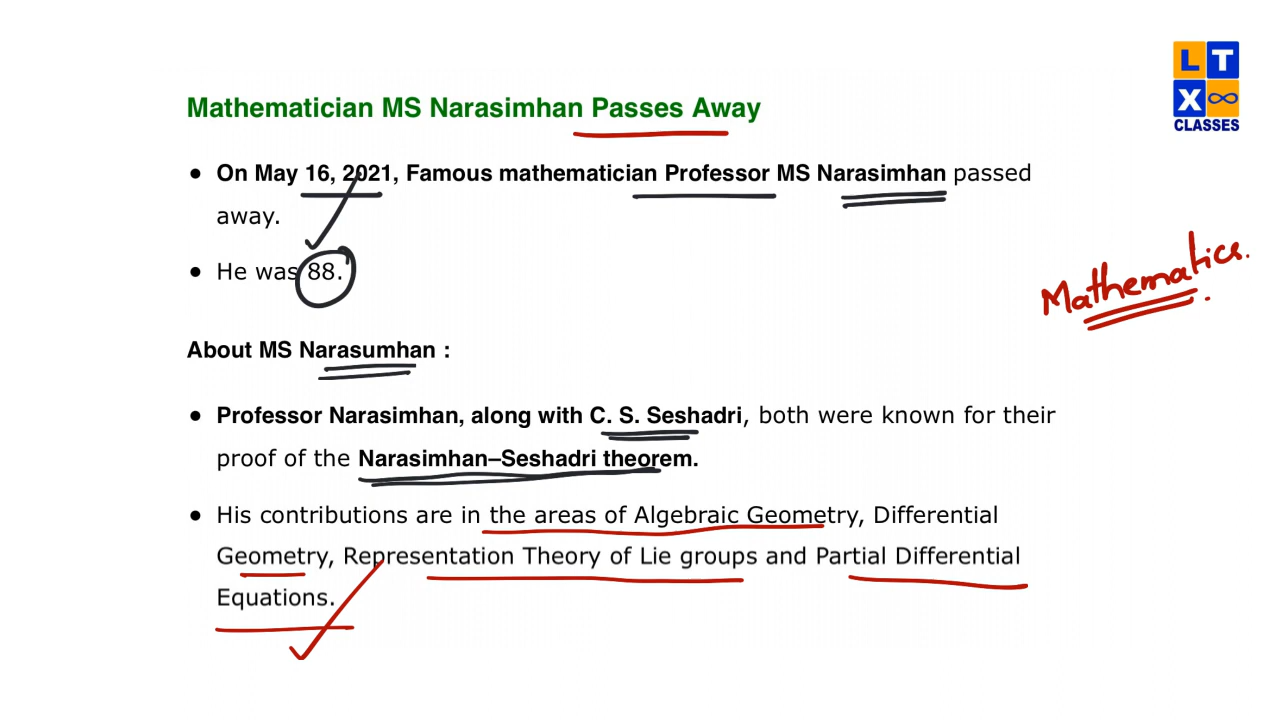 L T
X ∞
CLASSES
Mathematician MS Narasimhan Passes Away
● On May 16, 2021, Famous mathematician Professor MS Narasimhan passed
away.
● He was 88.
Mathematics.
About MS Narasumhan :
● Professor Narasimhan, along with C. S. Seshadri, both were known for their
proof of the Narasimhan–Seshadri theorem.
● His contributions are in the areas of Algebraic Geometry, Differential
Geometry, Representation Theory of Lie groups and Partial Differential
Equations.